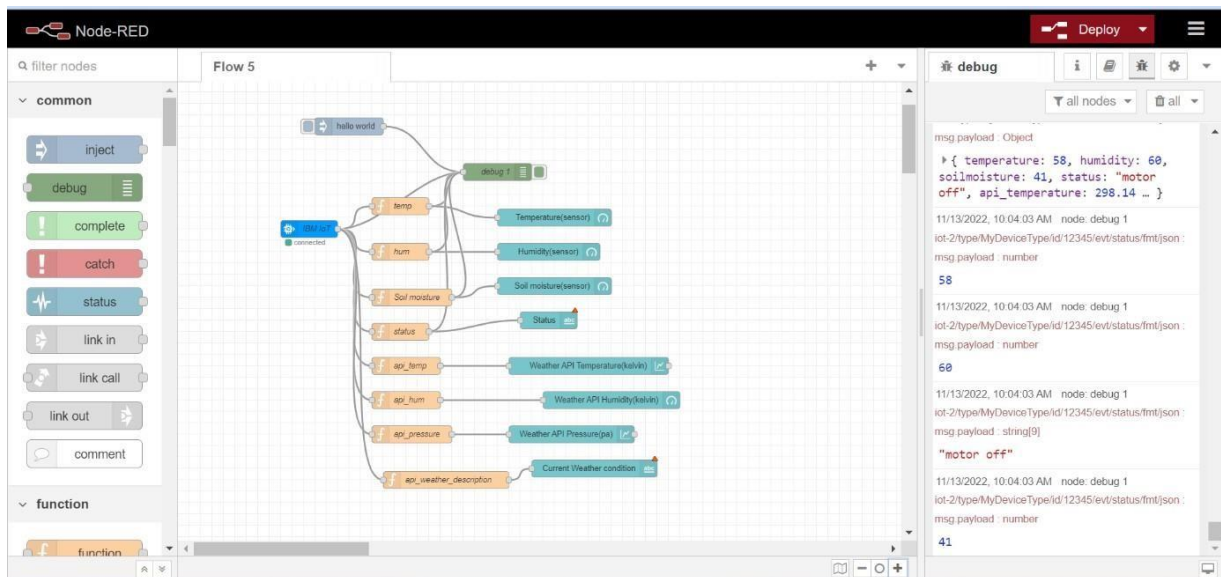 Node-RED
Deploy
filter nodes
Flow 5
debug
all nodes
all
common
inject
debug
complete
catch
status
link in
link call
link out
comment
function
function
hello world
debug 1
IBM IoT
connected
temp
Temperature(sensor)
hum
Humidity(sensor)
Soil moisture
Soil moisture(sensor)
status
Status
abc
api_temp
Weather API Temperature(kelvin)
api_hum
Weather API Humidity(kelvin)
api_pressure
Weather API Pressure(pa)
api_weather_description
Current Weather condition
abc
msg.payload : Object
{ temperature: 58, humidity: 60,
soilmoisture: 41, status: "motor
off", api_temperature: 298.14 … }
11/13/2022, 10:04:03 AM node: debug 1
iot-2/type/MyDeviceType/id/12345/evt/status/fmt/json :
msg.payload : number
58
11/13/2022, 10:04:03 AM node: debug 1
iot-2/type/MyDeviceType/id/12345/evt/status/fmt/json :
msg.payload : number
60
11/13/2022, 10:04:03 AM node: debug 1
iot-2/type/MyDeviceType/id/12345/evt/status/fmt/json :
msg.payload : string[9]
"motor off"
11/13/2022, 10:04:03 AM node: debug 1
iot-2/type/MyDeviceType/id/12345/evt/status/fmt/json :
msg.payload : number
41